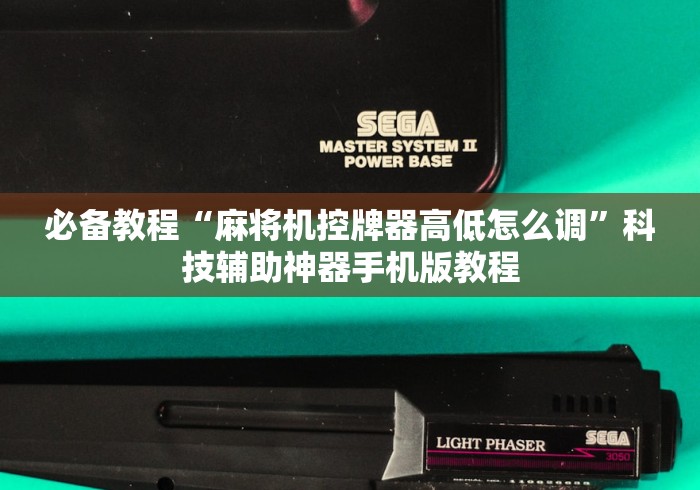 SEGA
MASTER SYSTEM II
POWER BASE
必备教程“麻将机控牌器高低怎么调”科
技辅助神器手机版教程
LIGHT PHASER
SEGA
3050